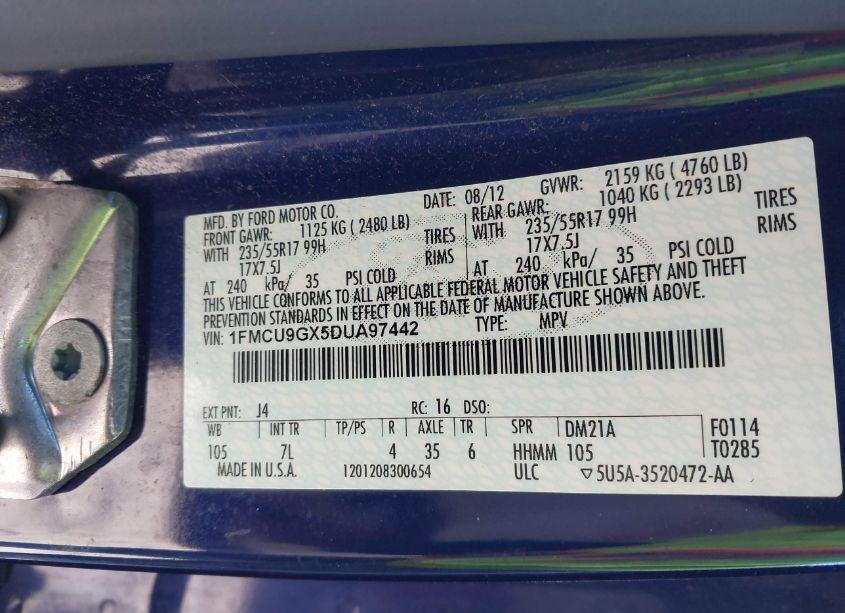 MFD. BY FORD MOTOR CO. DATE: 08/12 GVWR: 2159 KG ( 4760 LB)
FRONT GAWR: 1125 KG ( 2480 LB) REAR GAWR: 1040 KG ( 2293 LB)
WITH 235/55R17 99H TIRES WITH 235/55R17 99H TIRES
17X7.5J RIMS 17X7.5J RIMS
AT 240 kPa/ 35 PSI COLD AT 240 kPa/ 35 PSI COLD
THIS VEHICLE CONFORMS TO ALL APPLICABLE FEDERAL MOTOR VEHICLE SAFETY AND THEFT
PREVENTION STANDARDS IN EFFECT ON THE DATE OF MANUFACTURE SHOWN ABOVE.
VIN: 1FMCU9GX5DUA97442 TYPE: MPV
EXT PNT: J4 RC: 16 DSO:
WB INT TR TP/PS R AXLE TR SPR DM21A F0114
105 7L 4 35 6 HHMM 105 T0285
MADE IN U.S.A. 1201208300654 ULC ▽5U5A-3520472-AA